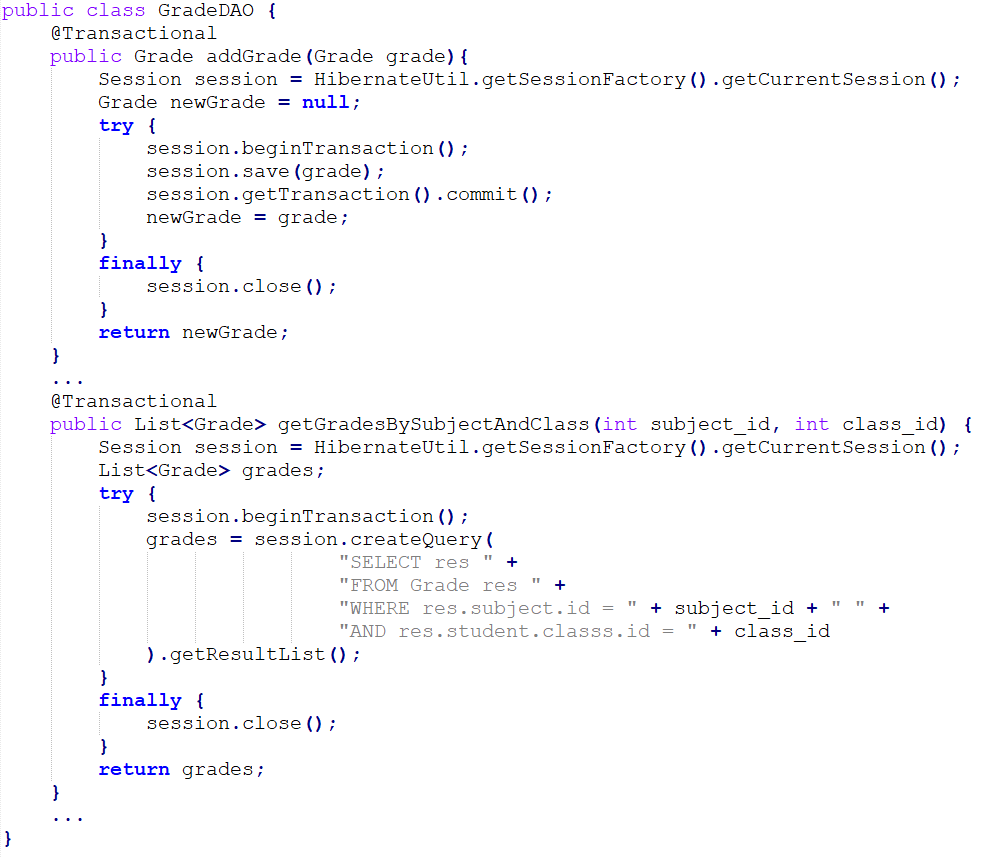 public class GradeDAO {
    @Transactional
    public Grade addGrade(Grade grade){
        Session session = HibernateUtil.getSessionFactory().getCurrentSession();
        Grade newGrade = null;
        try {
            session.beginTransaction();
            session.save(grade);
            session.getTransaction().commit();
            newGrade = grade;
        }
        finally {
            session.close();
        }
        return newGrade;
    }
    ...
    @Transactional
    public List<Grade> getGradesBySubjectAndClass(int subject_id, int class_id) {
        Session session = HibernateUtil.getSessionFactory().getCurrentSession();
        List<Grade> grades;
        try {
            session.beginTransaction();
            grades = session.createQuery(
                            "SELECT res " +
                            "FROM Grade res " +
                            "WHERE res.subject.id = " + subject_id + " " +
                            "AND res.student.classs.id = " + class_id
            ).getResultList();
        }
        finally {
            session.close();
        }
        return grades;
    }
    ...
}